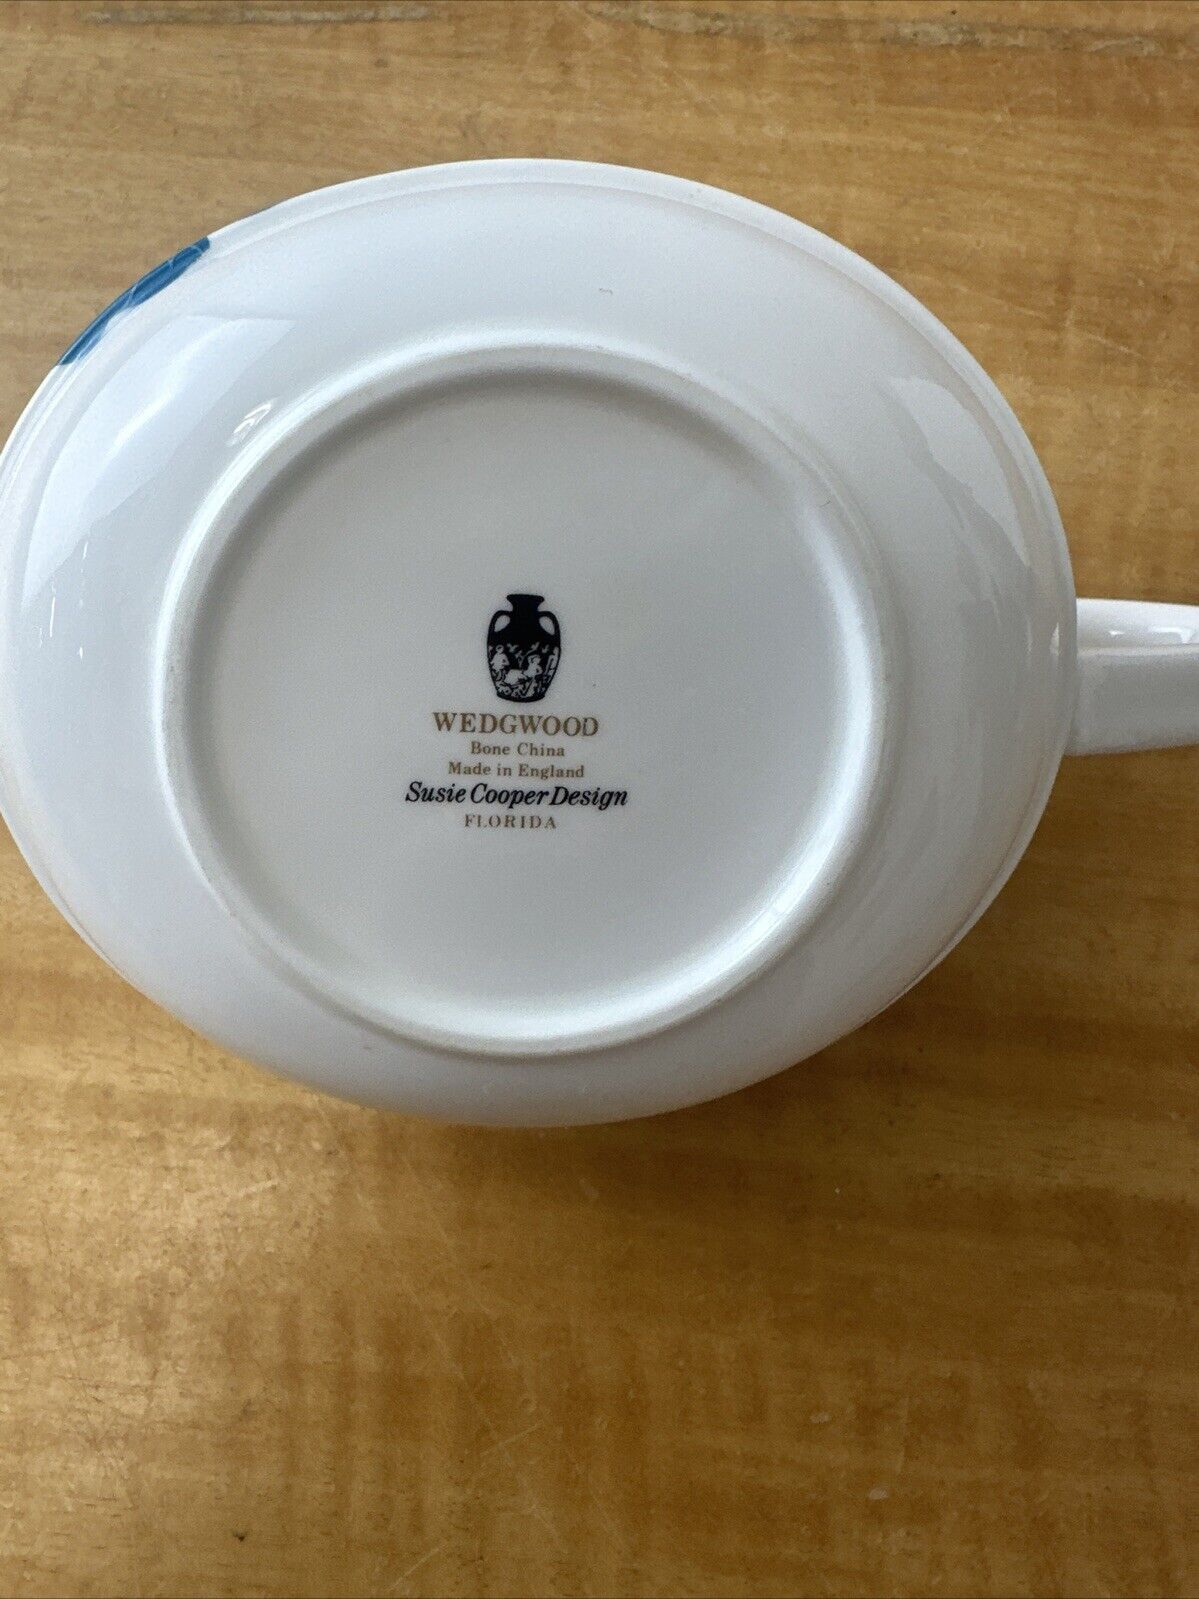 WEDGWOOD
Bone China
Made in England
Susie Cooper Design
FLORIDA